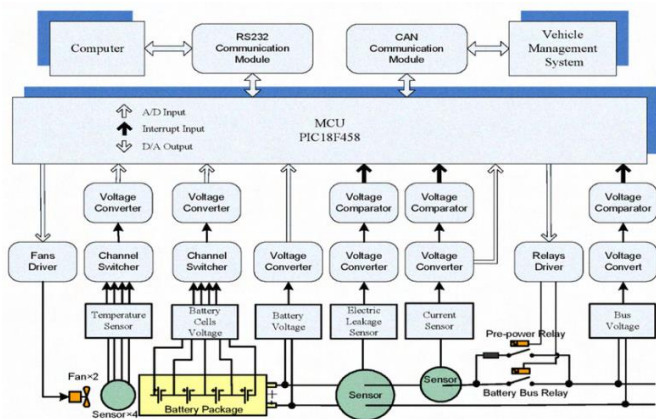 Computer
RS232
Communication
Module
CAN
Communication
Module
Vehicle
Management
System
A/D Input
Interrupt Input
D/A Output
MCU
PIC18F458
Voltage
Converter
Voltage
Converter
Voltage
Comparator
Voltage
Comparator
Voltage
Comparator
Fans
Driver
Channel
Switcher
Channel
Switcher
Voltage
Converter
Voltage
Converter
Voltage
Converter
Relays
Driver
Voltage
Convert
Temperature
Sensor
Battery
Cells
Voltage
Battery
Voltage
Electric
Leakage
Sensor
Current
Sensor
Bus
Voltage
Pre-power Relay
Fan×2
Sensor×4
Battery Package
+
Sensor
Sensor
Battery Bus Relay